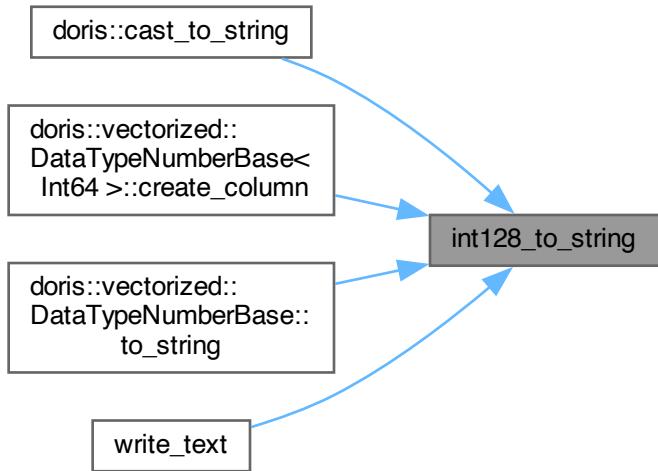 doris::cast_to_string
doris::vectorized::
DataTypeNumberBase<
Int64 >::create_column
int128_to_string
doris::vectorized::
DataTypeNumberBase::
to_string
write_text